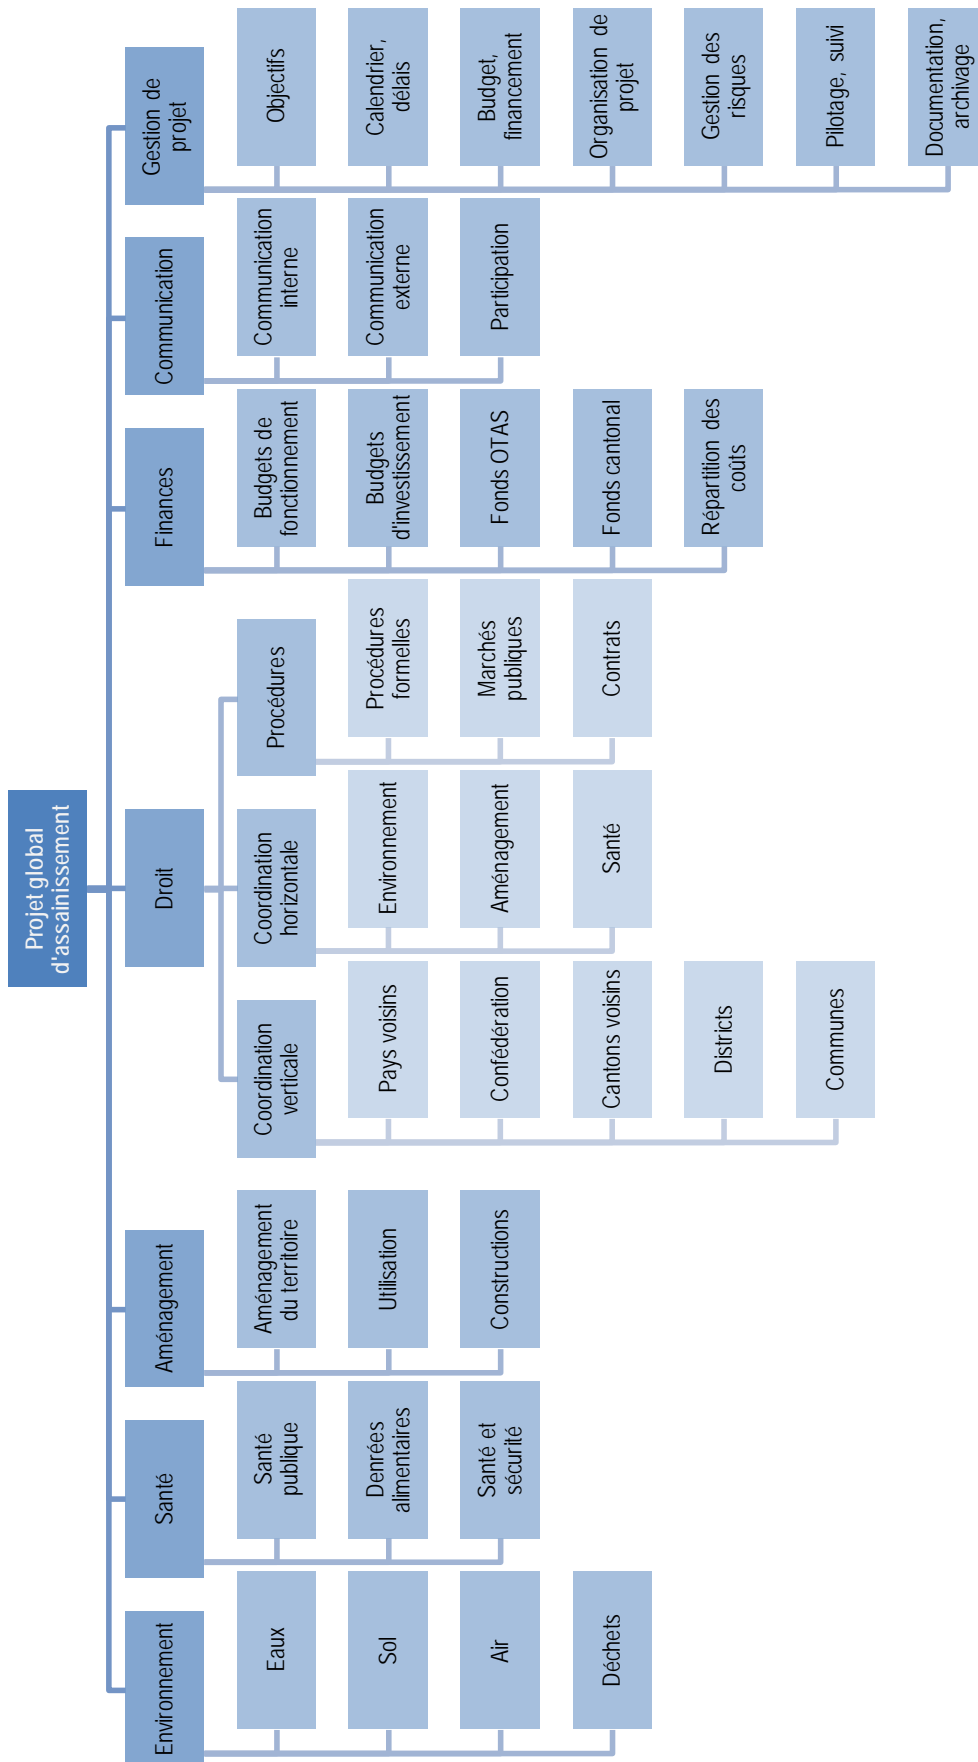 Projet global
d'assainissement
Environnement
Eaux
Sol
Air
Déchets
Santé
Santé
publique
Denrées
alimentaires
Santé et
sécurité
Aménagement
Aménagement
du territoire
Utilisation
Constructions
Droit
Coordination
verticale
Pays voisins
Confédération
Cantons voisins
Districts
Communes
Coordination
horizontale
Environnement
Aménagement
Santé
Procédures
Procédures
formelles
Marchés
publiques
Contrats
Finances
Budgets de
fonctionnement
Budgets
d'investissement
Fonds OTAS
Fonds cantonal
Répartition des
coûts
Communication
Communication
interne
Communication
externe
Participation
Gestion de
projet
Objectifs
Calendrier,
délais
Budget,
financement
Organisation de
projet
Gestion des
risques
Pilotage, suivi
Documentation,
archivage